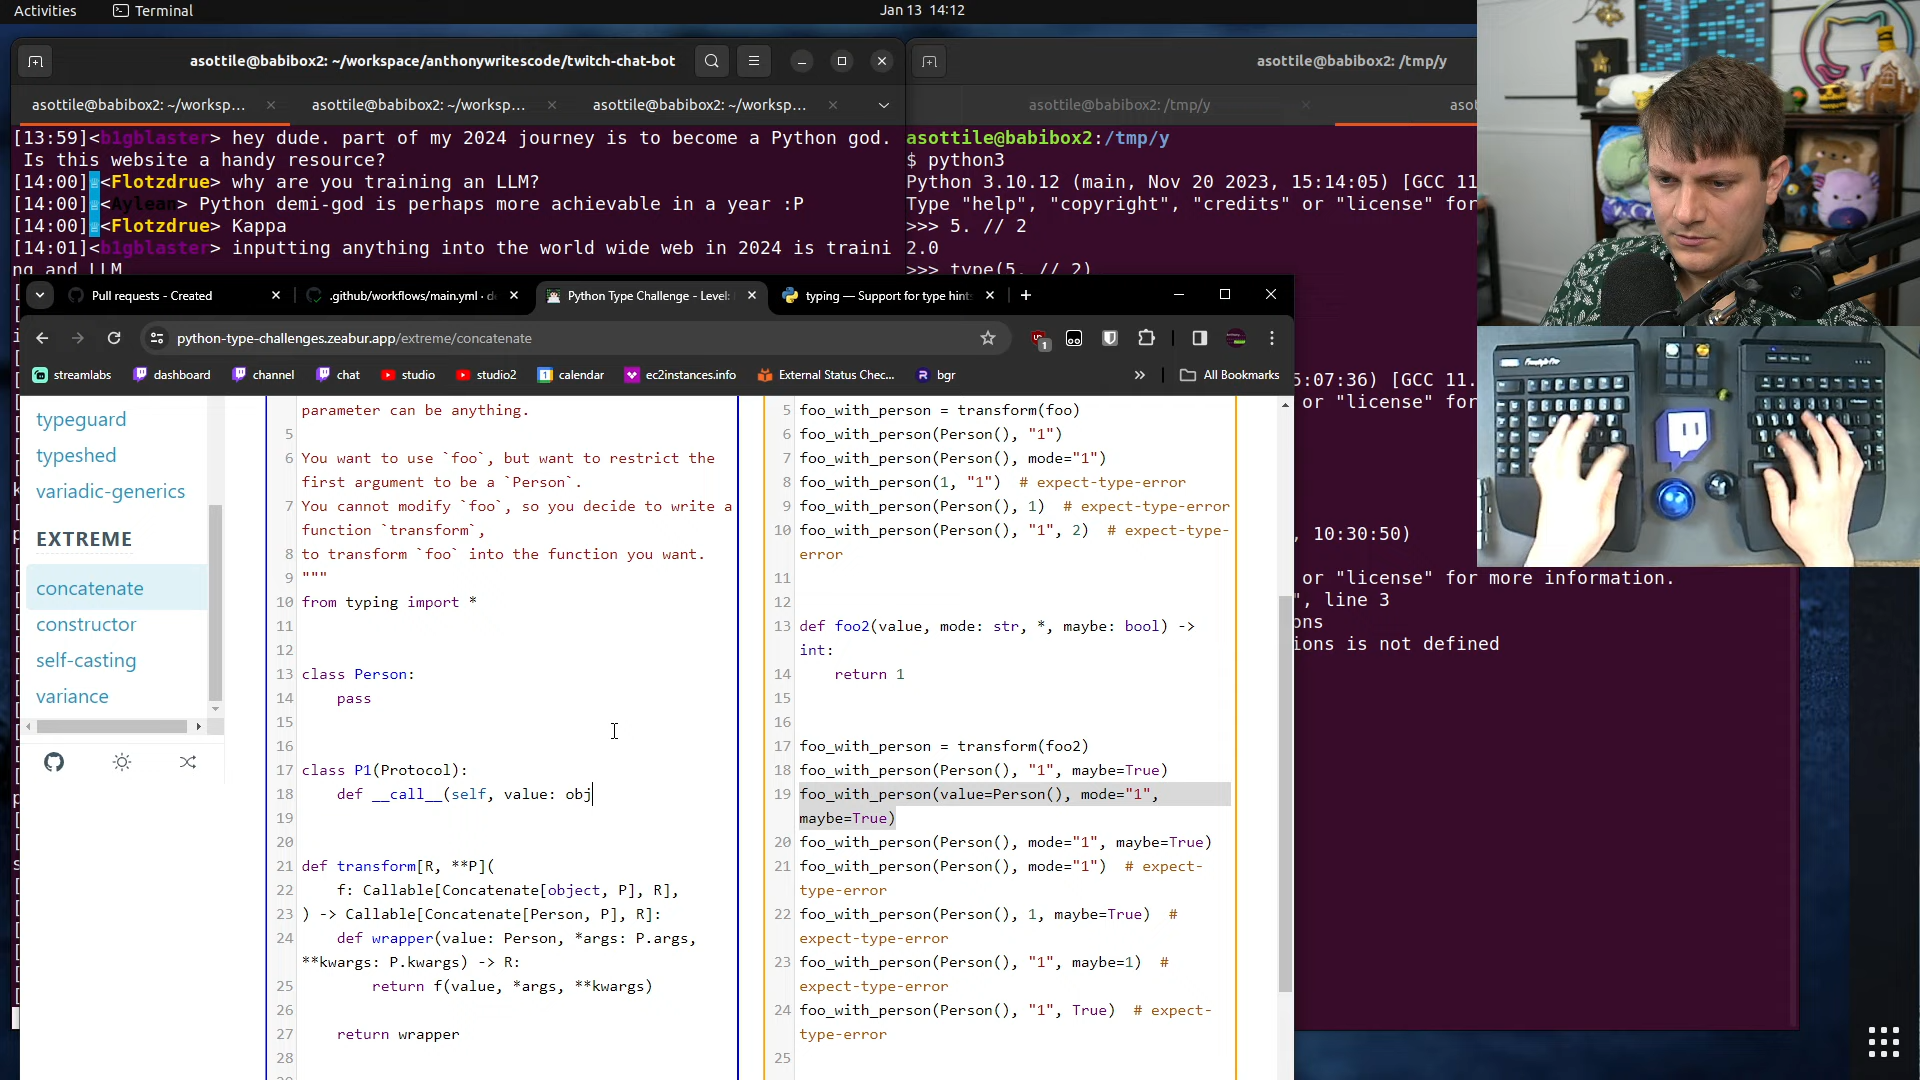 Activities
Terminal
Jan 13 14:12
asottile@babibox2: ~/workspace/anthonywritescode/twitch-chat-bot
asottile@babibox2: /tmp/y
asottile@babibox2: ~/worksp...
asottile@babibox2: ~/worksp...
asottile@babibox2: ~/worksp...
asottile@babibox2: /tmp/y
asot
[13:59]<b1gblaster> hey dude. part of my 2024 journey is to become a Python god.
Is this website a handy resource?
[14:00] <Flotzdrue> why are you training an LLM?
[14:00] <Aylean> Python demi-god is perhaps more achievable in a year :P
[14:00] <Flotzdrue> Kappa
[14:01]<b1gblaster> inputting anything into the world wide web in 2024 is traini
ng and LLM
asottile@babibox2:/tmp/y
$ python3
Python 3.10.12 (main, Nov 20 2023, 15:14:05) [GCC 11
Type "help", "copyright", "credits" or "license" for
>>> 5. // 2
2.0
>>> type(5. // 2)
5:07:36) [GCC 11.
or "license" for
, 10:30:50)
or "license" for more information.
", line 3
ons
ions is not defined
Pull requests - Created
.github/workflows/main.yml · d
Python Type Challenge - Level:
typing — Support for type hint
python-type-challenges.zeabur.app/extreme/concatenate
1
streamlabs
dashboard
channel
chat
studio
studio2
calendar
ec2instances.info
External Status Chec...
bgr
»
All Bookmarks
typeguard
typeshed
variadic-generics
EXTREME
concatenate
constructor
self-casting
variance
parameter can be anything.
5
6 You want to use `foo`, but want to restrict the
first argument to be a `Person`.
7 You cannot modify `foo`, so you decide to write a
function `transform`,
8 to transform `foo` into the function you want.
9 """
10 from typing import *
11
12
13 class Person:
14 pass
15
16
17 class P1(Protocol):
18 def __call__(self, value: obj
19
20
21 def transform[R, **P](
22 f: Callable[Concatenate[object, P], R],
23 ) -> Callable[Concatenate[Person, P], R]:
24 def wrapper(value: Person, *args: P.args,
**kwargs: P.kwargs) -> R:
25 return f(value, *args, **kwargs)
26
27 return wrapper
28
5 foo_with_person = transform(foo)
6 foo_with_person(Person(), "1")
7 foo_with_person(Person(), mode="1")
8 foo_with_person(1, "1") # expect-type-error
9 foo_with_person(Person(), 1) # expect-type-error
10 foo_with_person(Person(), "1", 2) # expect-type-
error
11
12
13 def foo2(value, mode: str, *, maybe: bool) ->
int:
14 return 1
15
16
17 foo_with_person = transform(foo2)
18 foo_with_person(Person(), "1", maybe=True)
19 foo_with_person(value=Person(), mode="1",
maybe=True)
20 foo_with_person(Person(), mode="1", maybe=True)
21 foo_with_person(Person(), mode="1") # expect-
type-error
22 foo_with_person(Person(), 1, maybe=True) #
expect-type-error
23 foo_with_person(Person(), "1", maybe=1) #
expect-type-error
24 foo_with_person(Person(), "1", True) # expect-
type-error
25